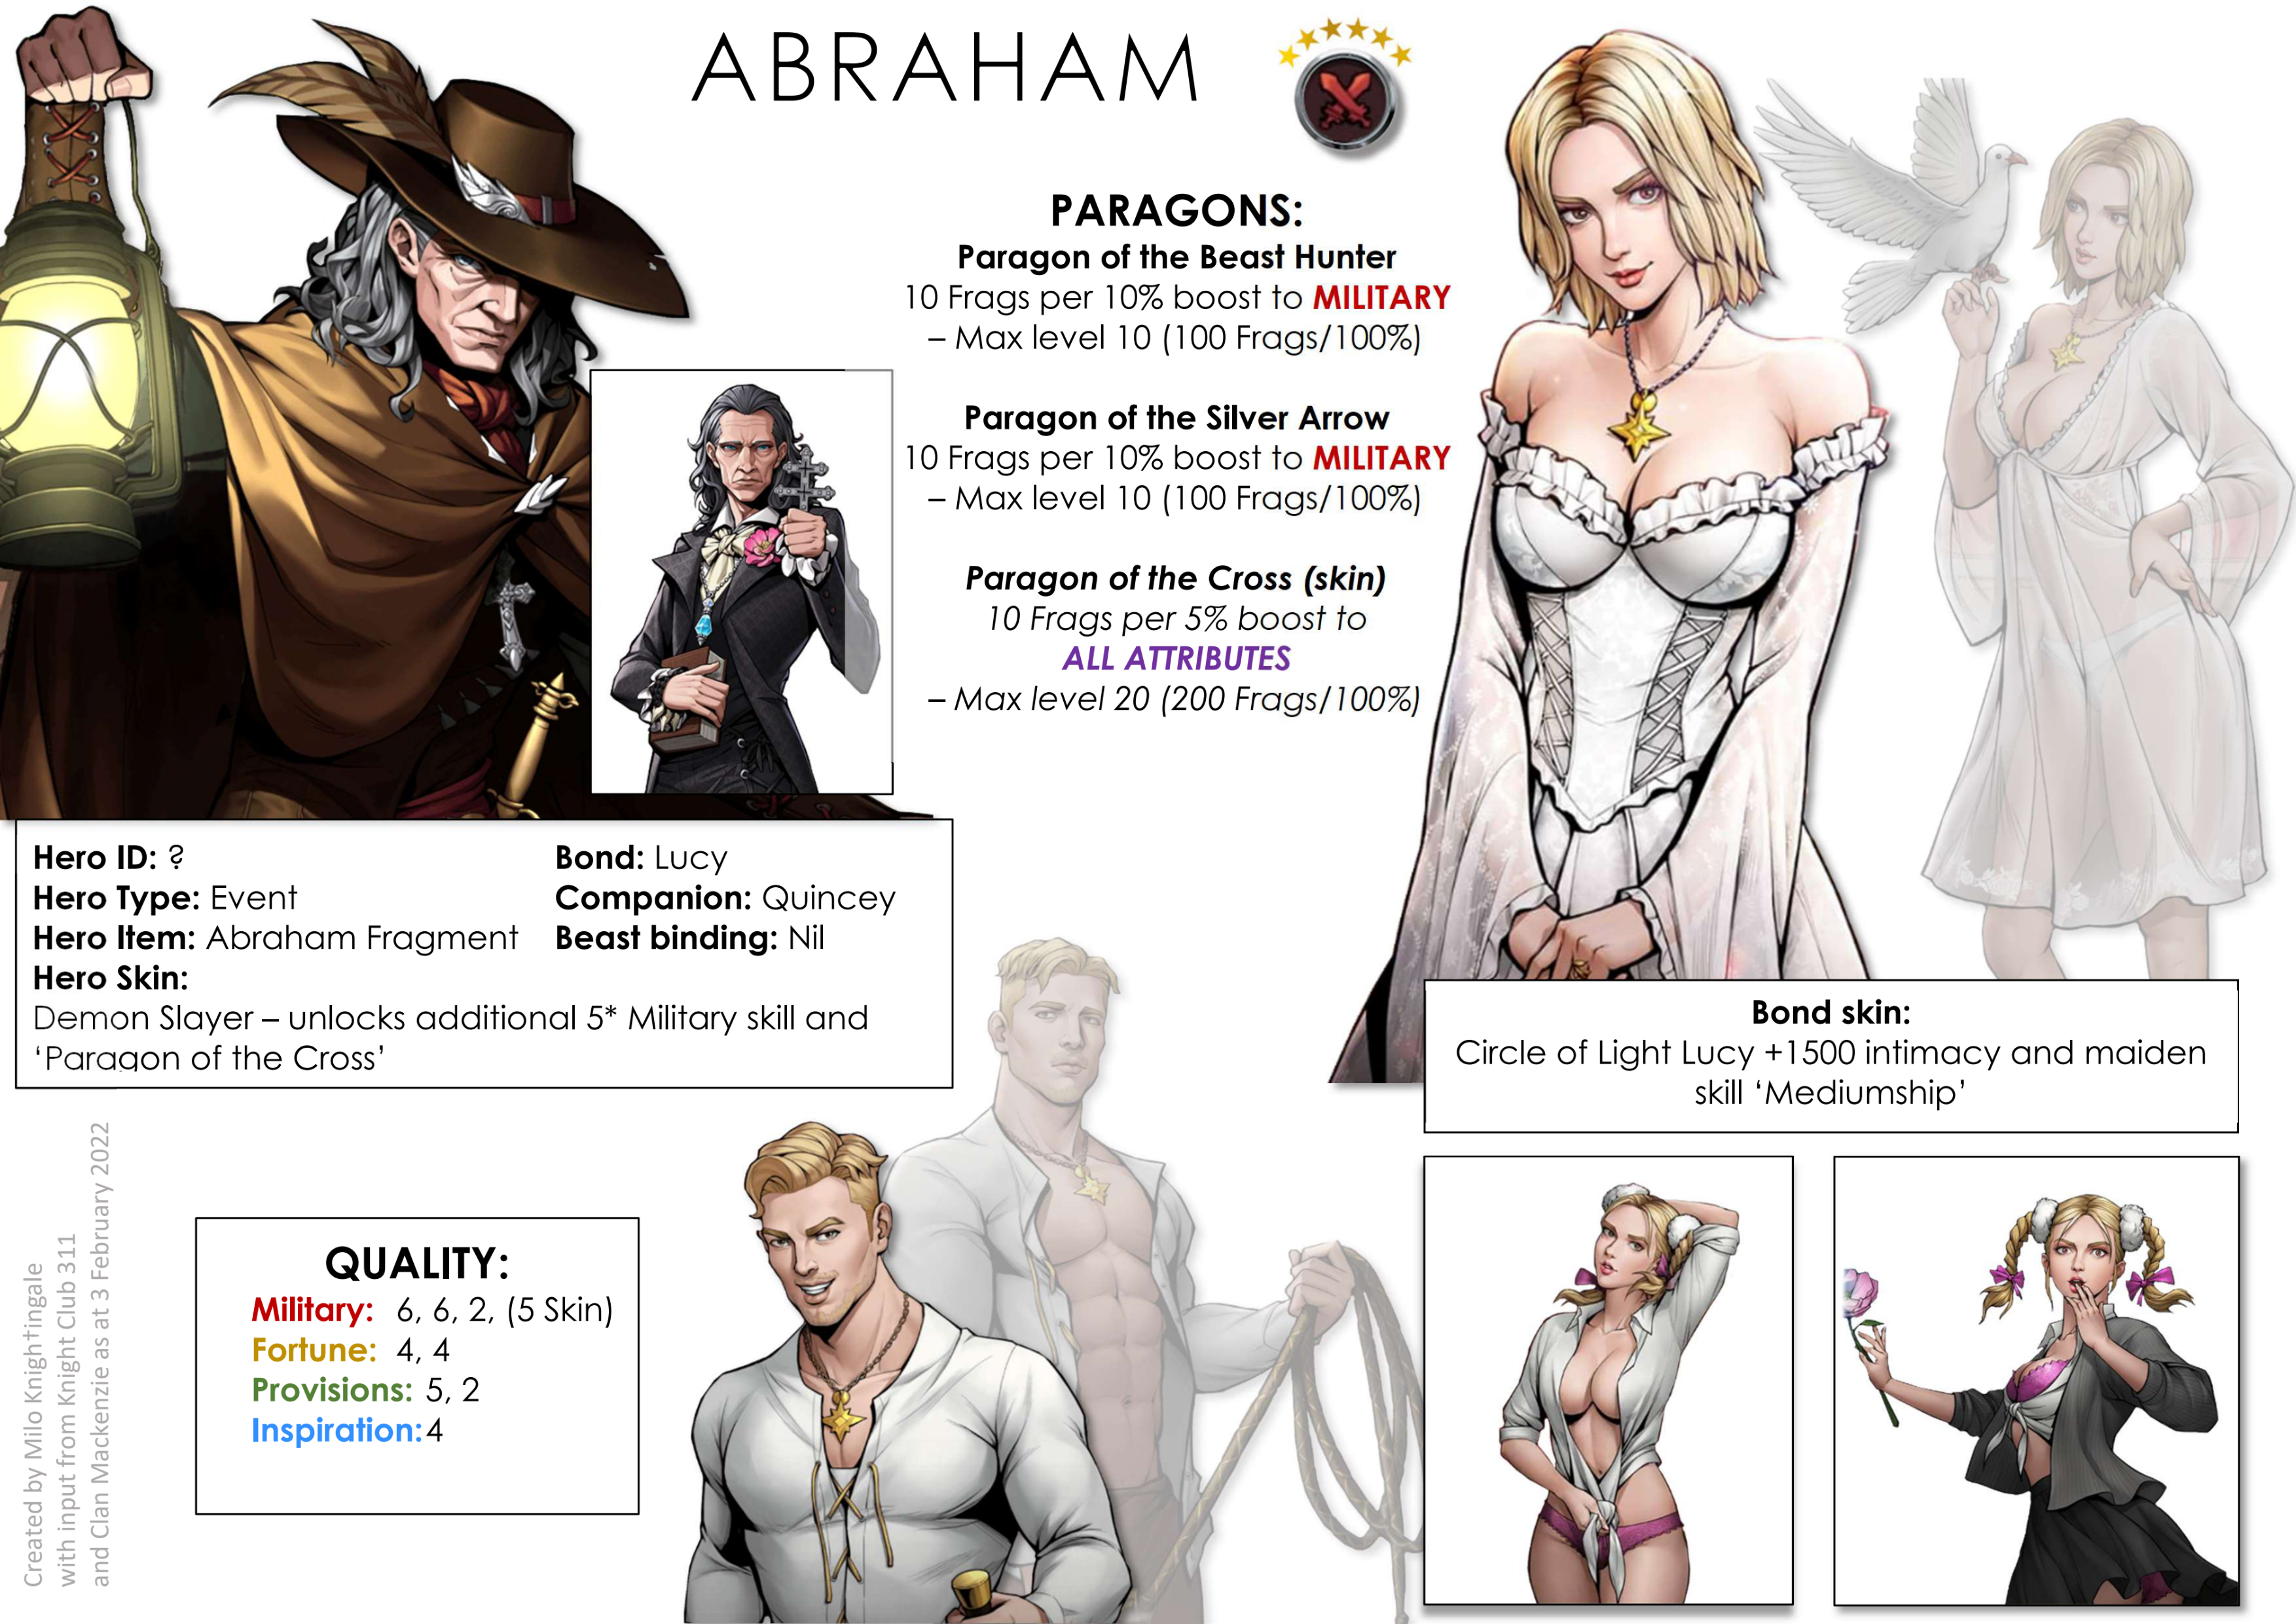 ABRAHAM
PARAGONS:
Paragon of the Beast Hunter
10 Frags per 10% boost to MILITARY
– Max level 10 (100 Frags/100%)
Paragon of the Silver Arrow
10 Frags per 10% boost to MILITARY
– Max level 10 (100 Frags/100%)
Paragon of the Cross (skin)
10 Frags per 5% boost to
ALL ATTRIBUTES
– Max level 20 (200 Frags/100%)
Hero ID: ?
Hero Type: Event
Hero Item: Abraham Fragment
Hero Skin:
Demon Slayer – unlocks additional 5* Military skill and
‘Paragon of the Cross’
Bond: Lucy
Companion: Quincey
Beast binding: Nil
Bond skin:
Circle of Light Lucy +1500 intimacy and maiden
skill ‘Mediumship’
QUALITY:
Military: 6, 6, 2, (5 Skin)
Fortune: 4, 4
Provisions: 5, 2
Inspiration: 4
Created by Milo Knigh†ingale
with input from Knight Club 311
and Clan Mackenzie as at 3 February 2022